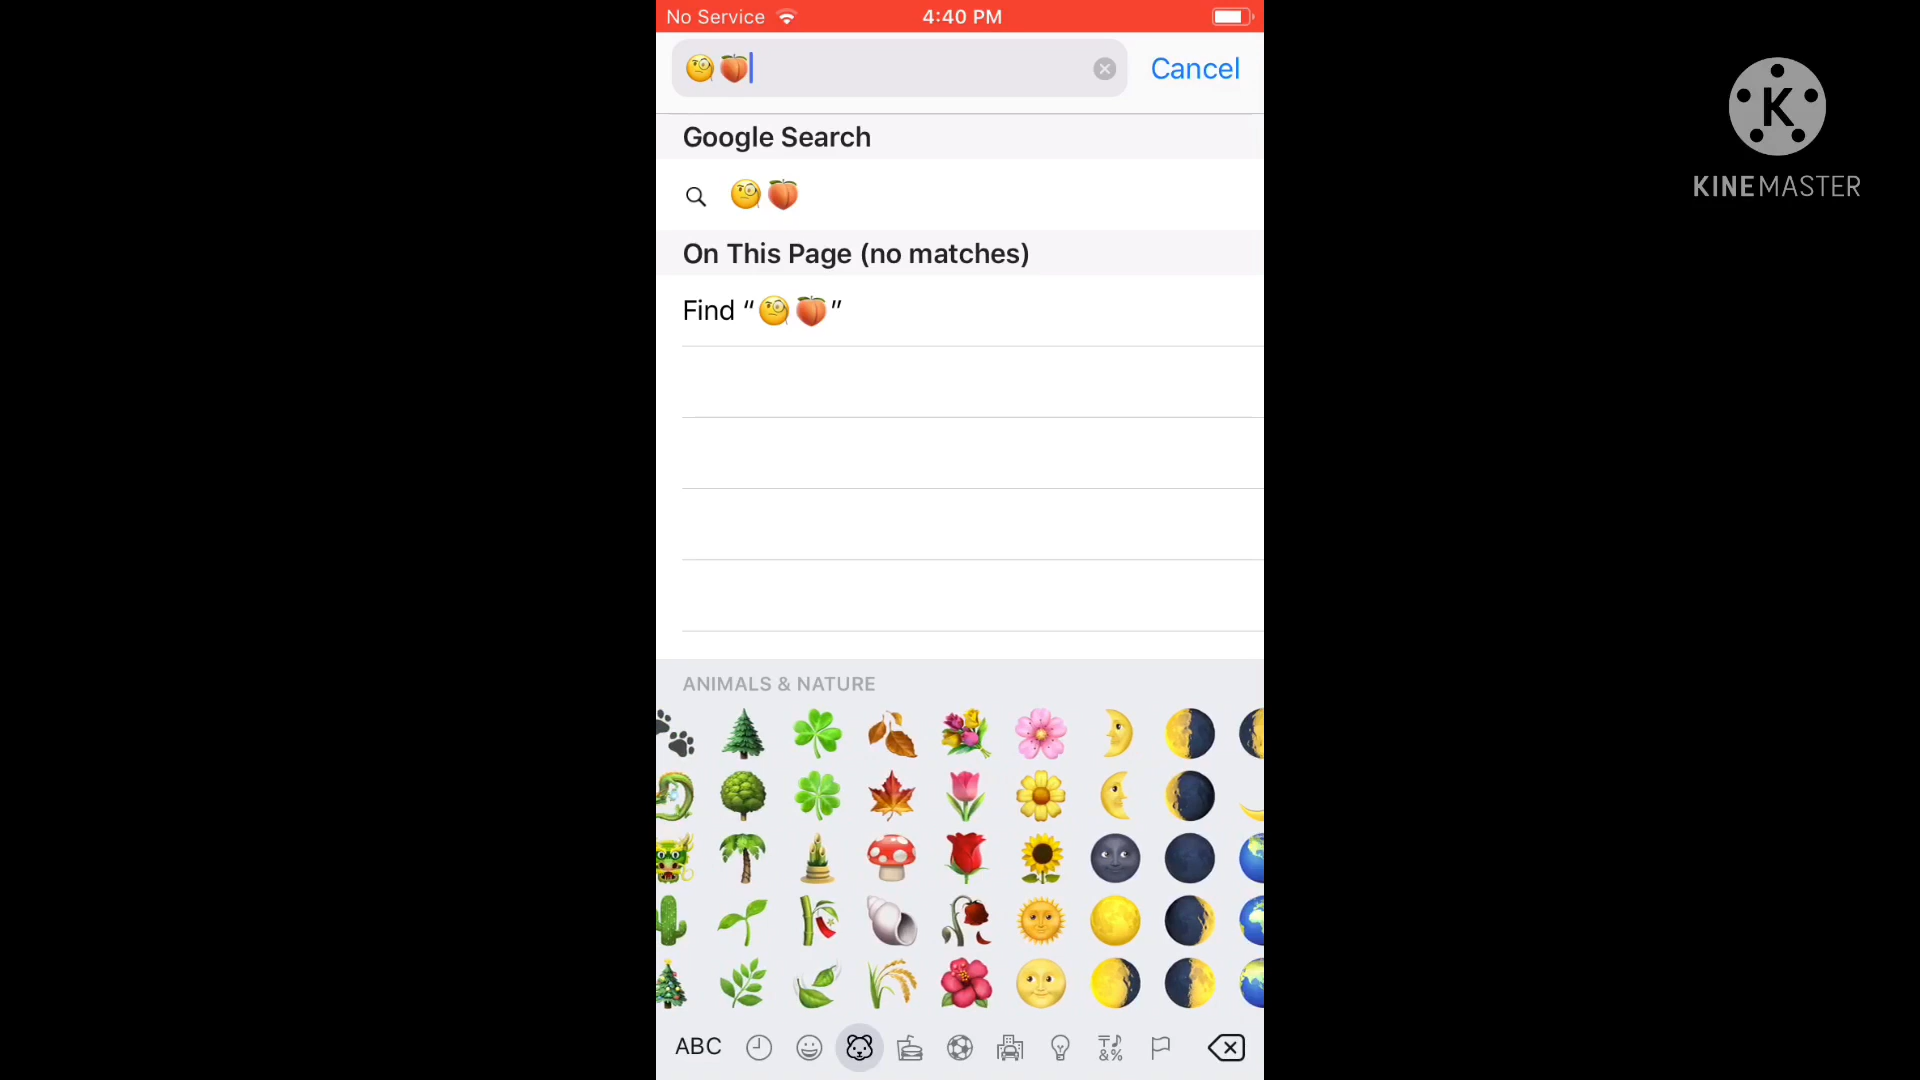 No Service 4:40 PM
🧐🍑 Cancel
Google Search
🧐🍑
On This Page (no matches)
Find “🧐🍑”
ANIMALS & NATURE
ABC
K
KINEMASTER